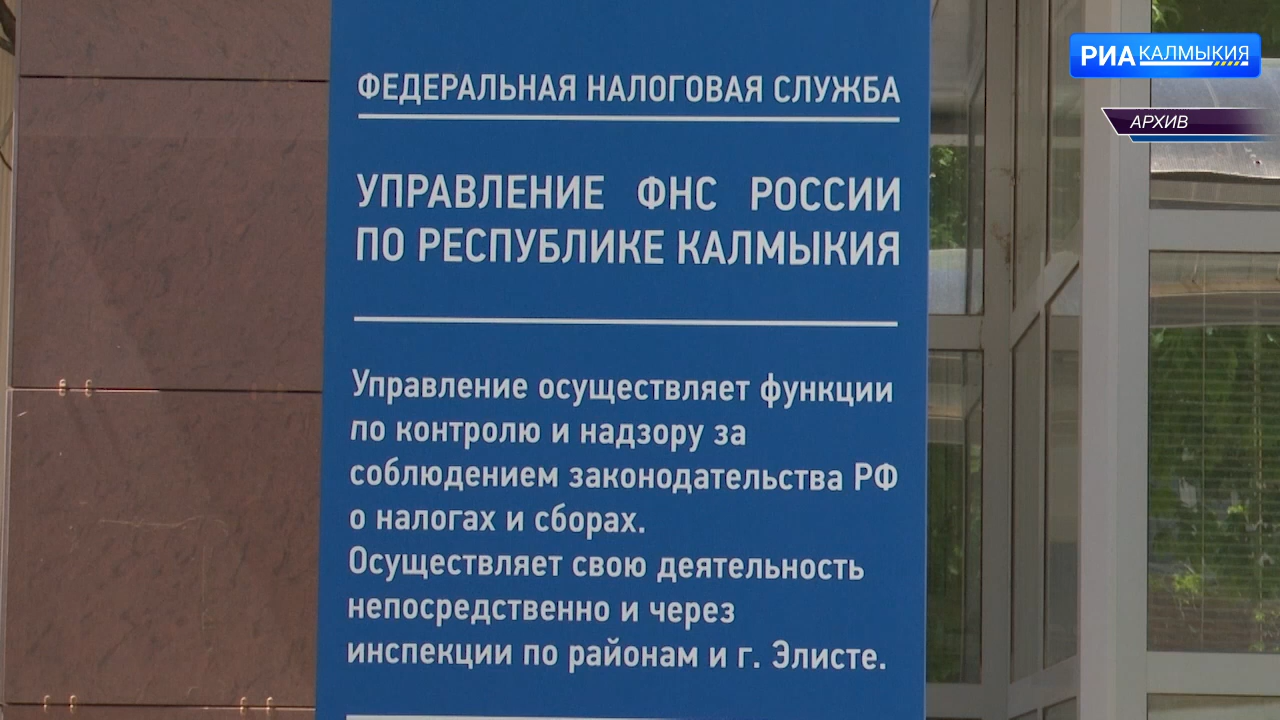 РИА КАЛМЫКИЯ
АРХИВ
ФЕДЕРАЛЬНАЯ НАЛОГОВАЯ СЛУЖБА
УПРАВЛЕНИЕ ФНС РОССИИ
ПО РЕСПУБЛИКЕ КАЛМЫКИЯ
Управление осуществляет функции
по контролю и надзору за
соблюдением законодательства РФ
о налогах и сборах.
Осуществляет свою деятельность
непосредственно и через
инспекции по районам и г. Элисте.